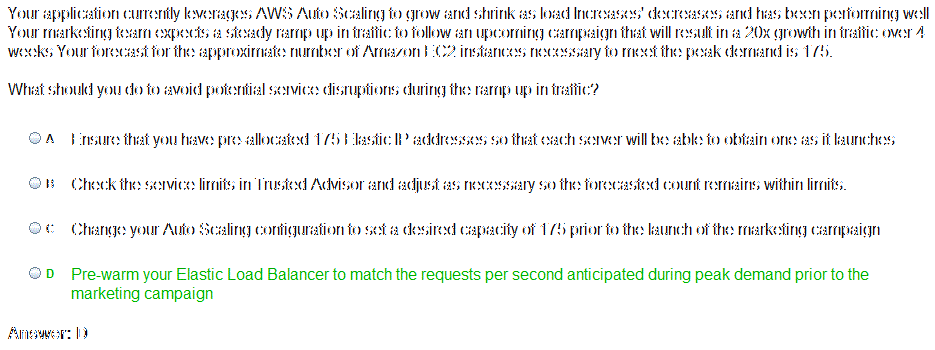 Your application currently leverages AWS Auto Scaling to grow and shrink as load Increases' decreases and has been performing well
Your marketing team expects a steady ramp up in traffic to follow an upcoming campaign that will result in a 20x growth in traffic over 4
weeks Your forecast for the approximate number of Amazon EC2 instances necessary to meet the peak demand is 175.
What should you do to avoid potential service disruptions during the ramp up in traffic?
A Ensure that you have pre-allocated 175 Elastic IP addresses so that each server will be able to obtain one as it launches
B Check the service limits in Trusted Advisor and adjust as necessary so the forecasted count remains within limits.
C Change your Auto Scaling configuration to set a desired capacity of 175 prior to the launch of the marketing campaign
D Pre-warm your Elastic Load Balancer to match the requests per second anticipated during peak demand prior to the
marketing campaign
Answer: D